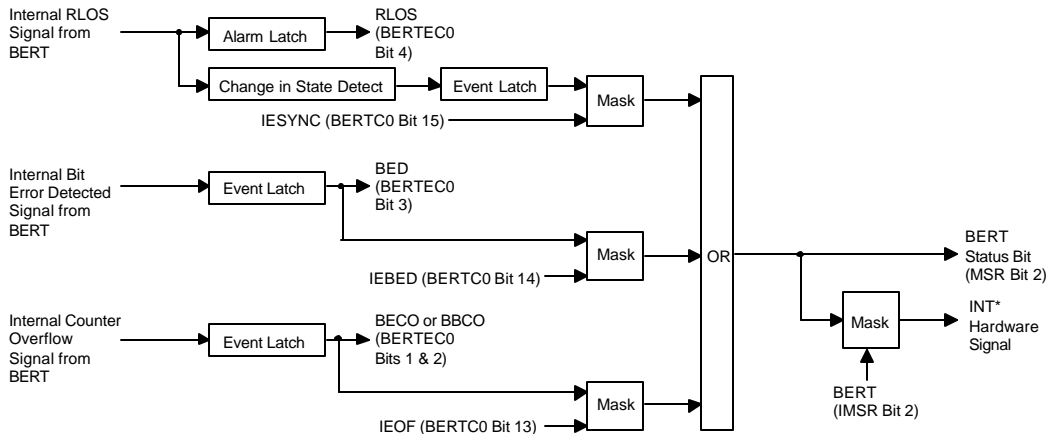 Internal RLOS
Signal from
BERT
Alarm Latch
RLOS
(BERTEC0
Bit 4)
Change in State Detect
Event Latch
Mask
IESYNC (BERTC0 Bit 15)
Internal Bit
Error Detected
Signal from
BERT
Event Latch
BED
(BERTEC0
Bit 3)
Mask
IEBED (BERTC0 Bit 14)
OR
BERT
Status Bit
(MSR Bit 2)
Internal Counter
Overflow
Signal from
BERT
Event Latch
BECO or BBCO
(BERTEC0
Bits 1 & 2)
Mask
IEOF (BERTC0 Bit 13)
Mask
INT*
Hardware
Signal
BERT
(IMSR Bit 2)